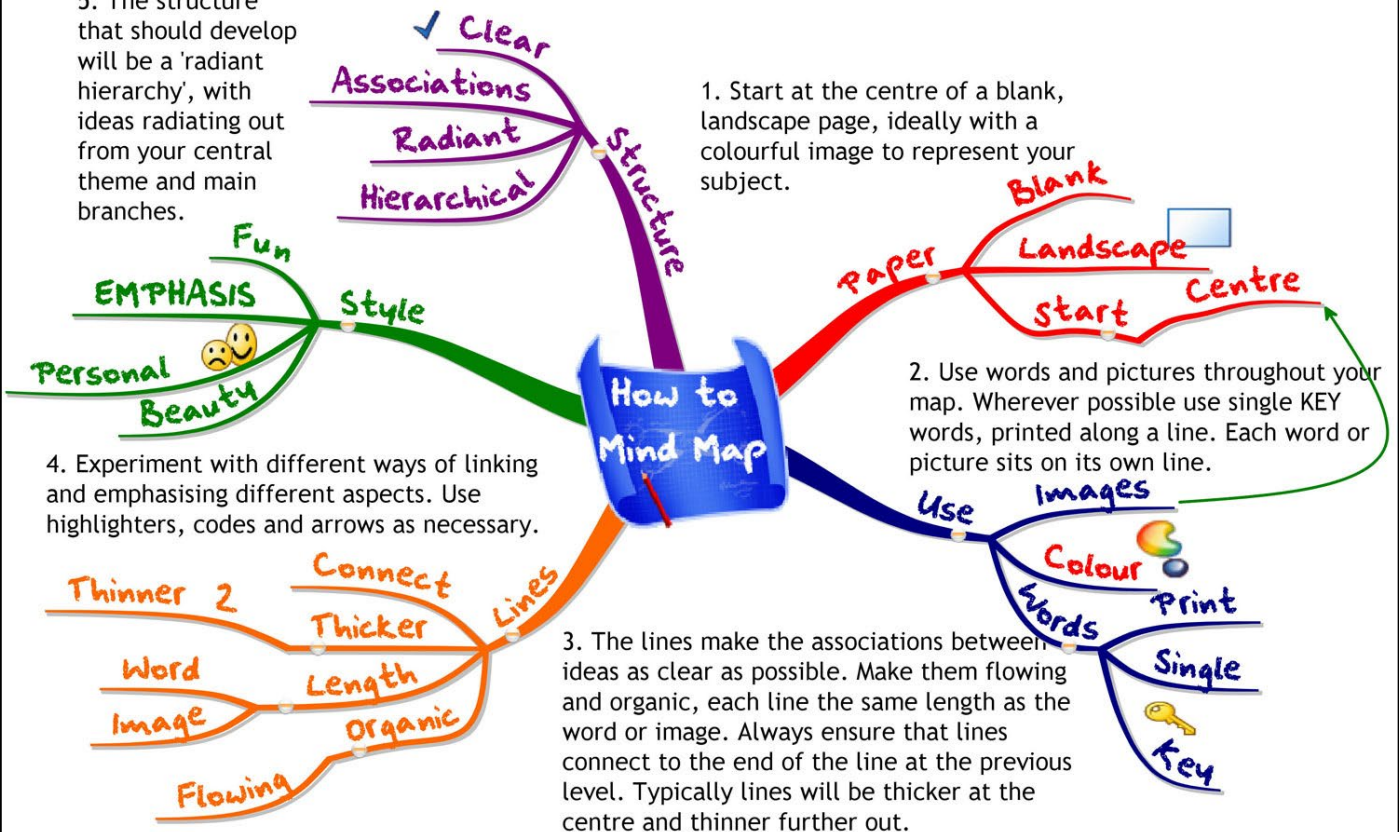 5. The structure
that should develop
will be a 'radiant
hierarchy', with
ideas radiating out
from your central
theme and main
branches.
Clear
Associations
Radiant
Hierarchical
Structure
1. Start at the centre of a blank,
landscape page, ideally with a
colourful image to represent your
subject.
Paper
Blank
Landscape
Start
Centre
Fun
EMPHASIS
Personal
Beauty
Style
How to
Mind Map
2. Use words and pictures throughout your
map. Wherever possible use single KEY
words, printed along a line. Each word or
picture sits on its own line.
Use
Images
Colour
Words
Print
Single
Key
4. Experiment with different ways of linking
and emphasising different aspects. Use
highlighters, codes and arrows as necessary.
Lines
Connect
Thicker
Thinner 2
Length
Word
Image
Organic
Flowing
3. The lines make the associations between
ideas as clear as possible. Make them flowing
and organic, each line the same length as the
word or image. Always ensure that lines
connect to the end of the line at the previous
level. Typically lines will be thicker at the
centre and thinner further out.